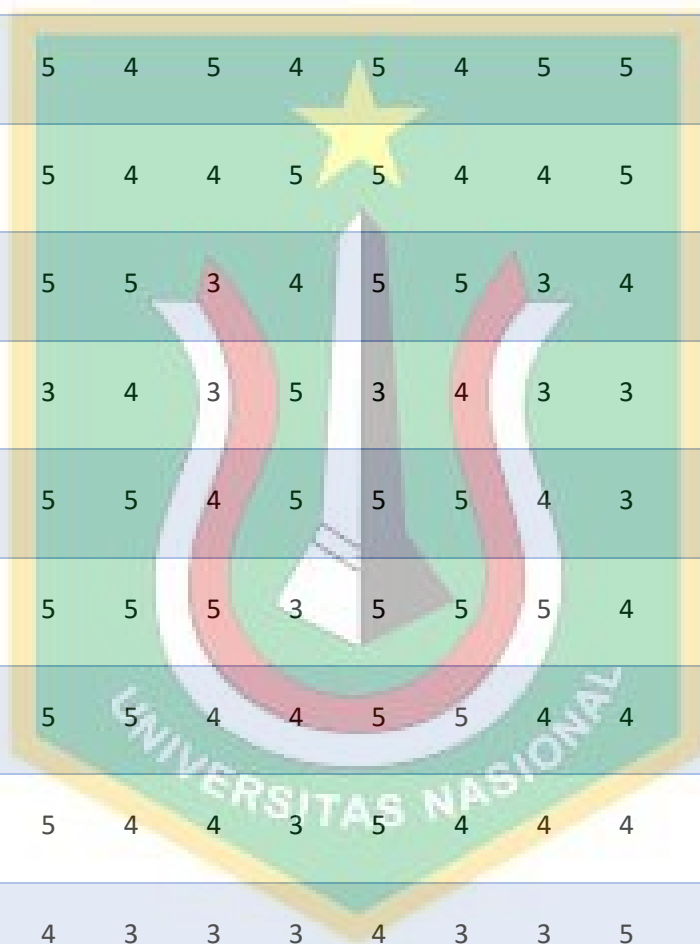 5 4 5 4 5 4 5 5
5 4 4 5 5 4 4 5
5 5 3 4 5 5 3 4
3 4 3 5 3 4 3 3
5 5 4 5 5 5 4 3
5 5 5 3 5 5 5 4
5 5 4 4 5 5 4 4
UNIVERSITAS NASIONAL
5 4 4 3 5 4 4 4
4 3 3 3 4 3 3 5